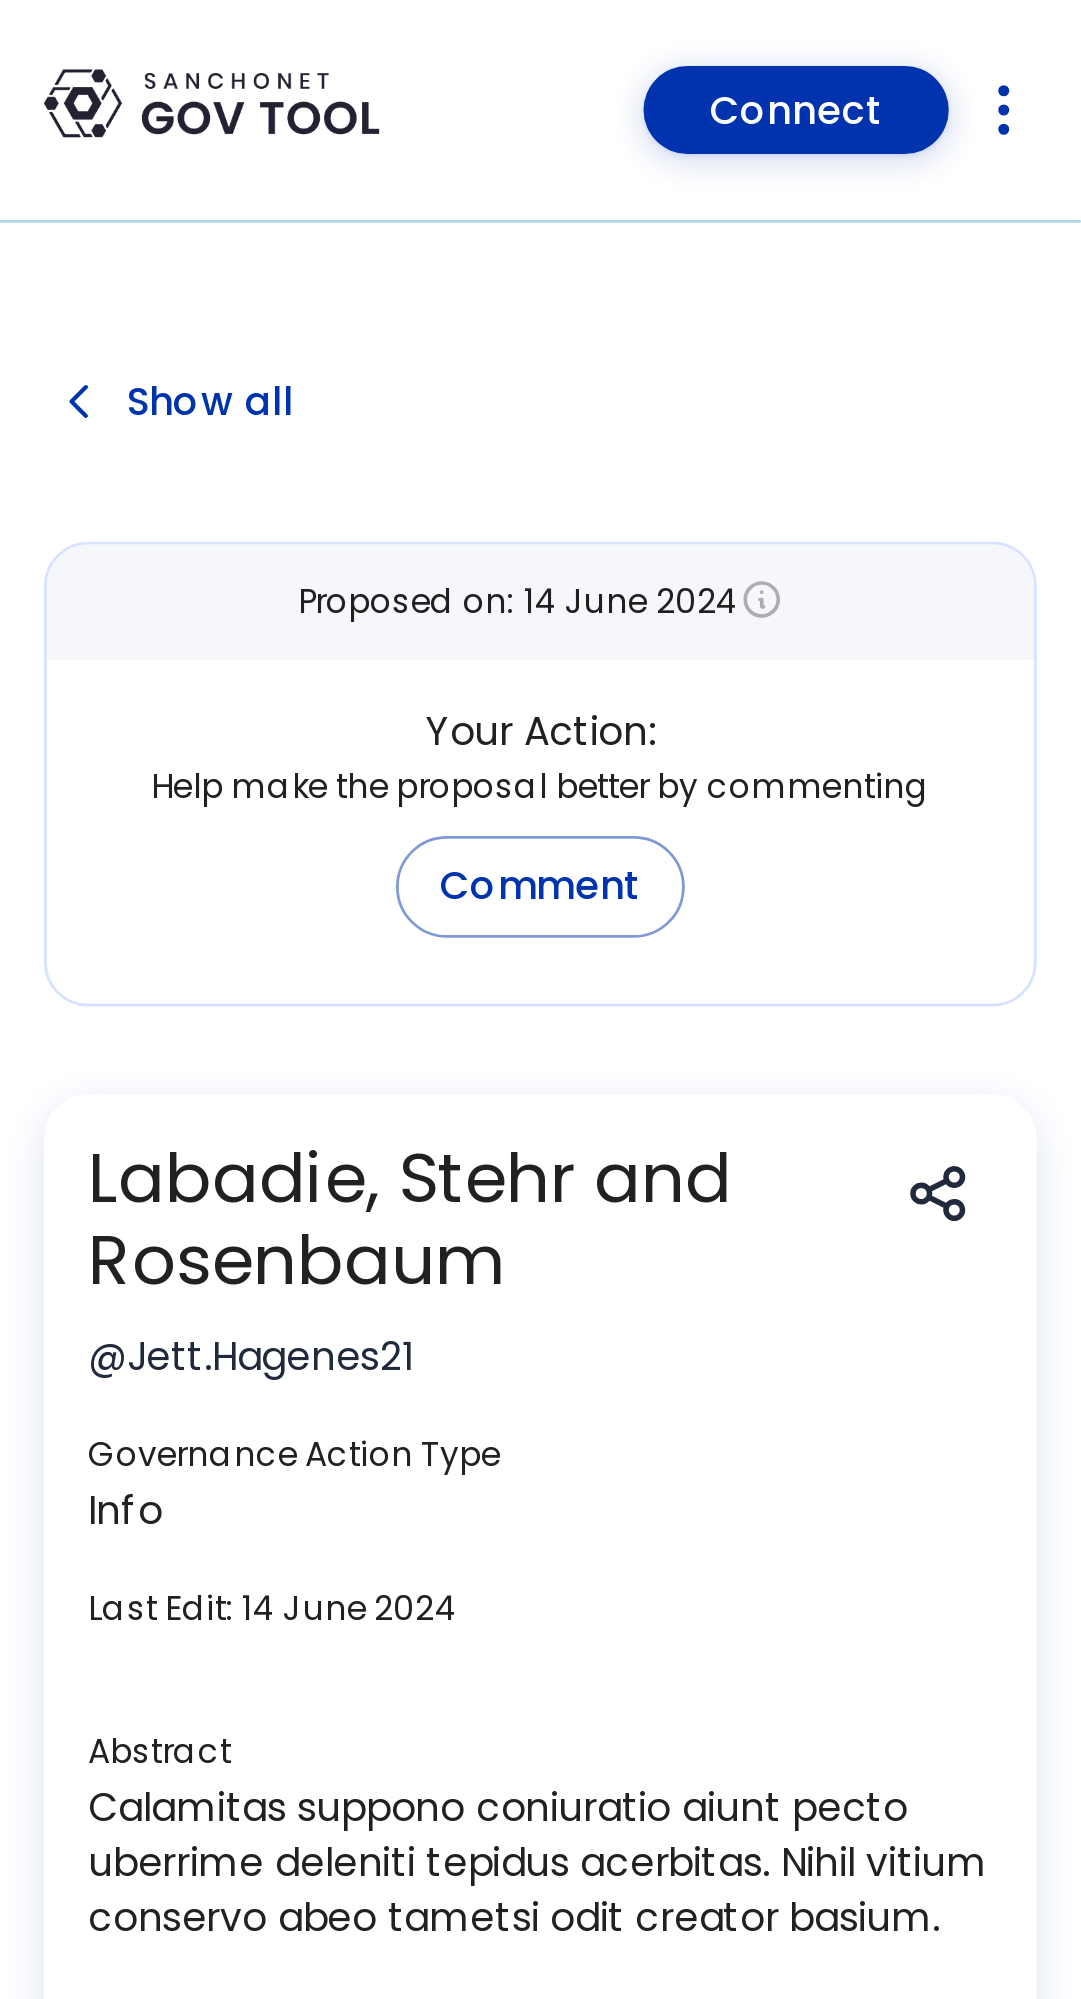 SANCHONET
GOV TOOL
Connect
Show all
Proposed on: 14 June 2024
Your Action:
Help make the proposal better by commenting
Comment
Labadie, Stehr and
Rosenbaum
@Jett.Hagenes21
Governance Action Type
Info
Last Edit: 14 June 2024
Abstract
Calamitas suppono coniuratio aiunt pecto
uberrime deleniti tepidus acerbitas. Nihil vitium
conservo abeo tametsi odit creator basium.